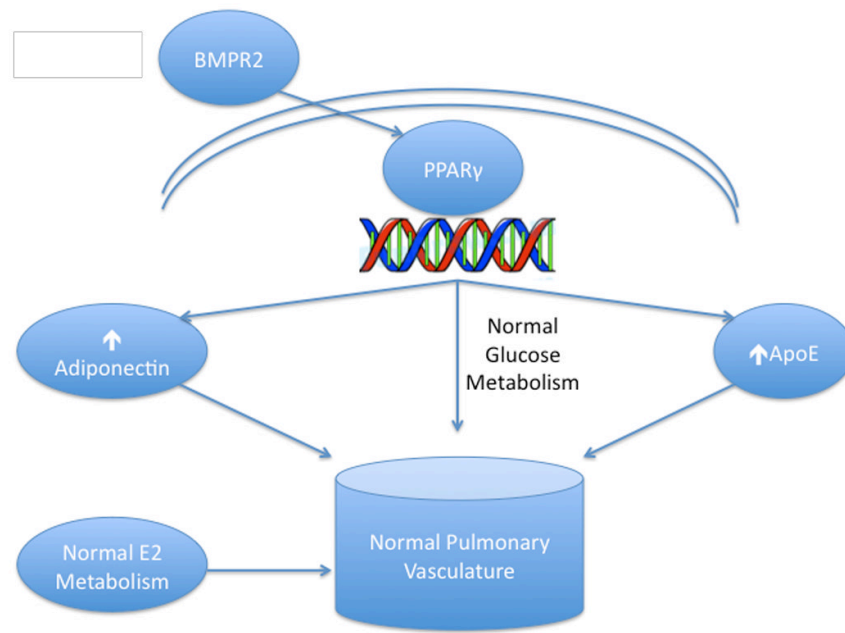 BMPR2
PPARγ
↑
Adiponectin
Normal
Glucose
Metabolism
↑ApoE
Normal E2
Metabolism
Normal Pulmonary
Vasculature